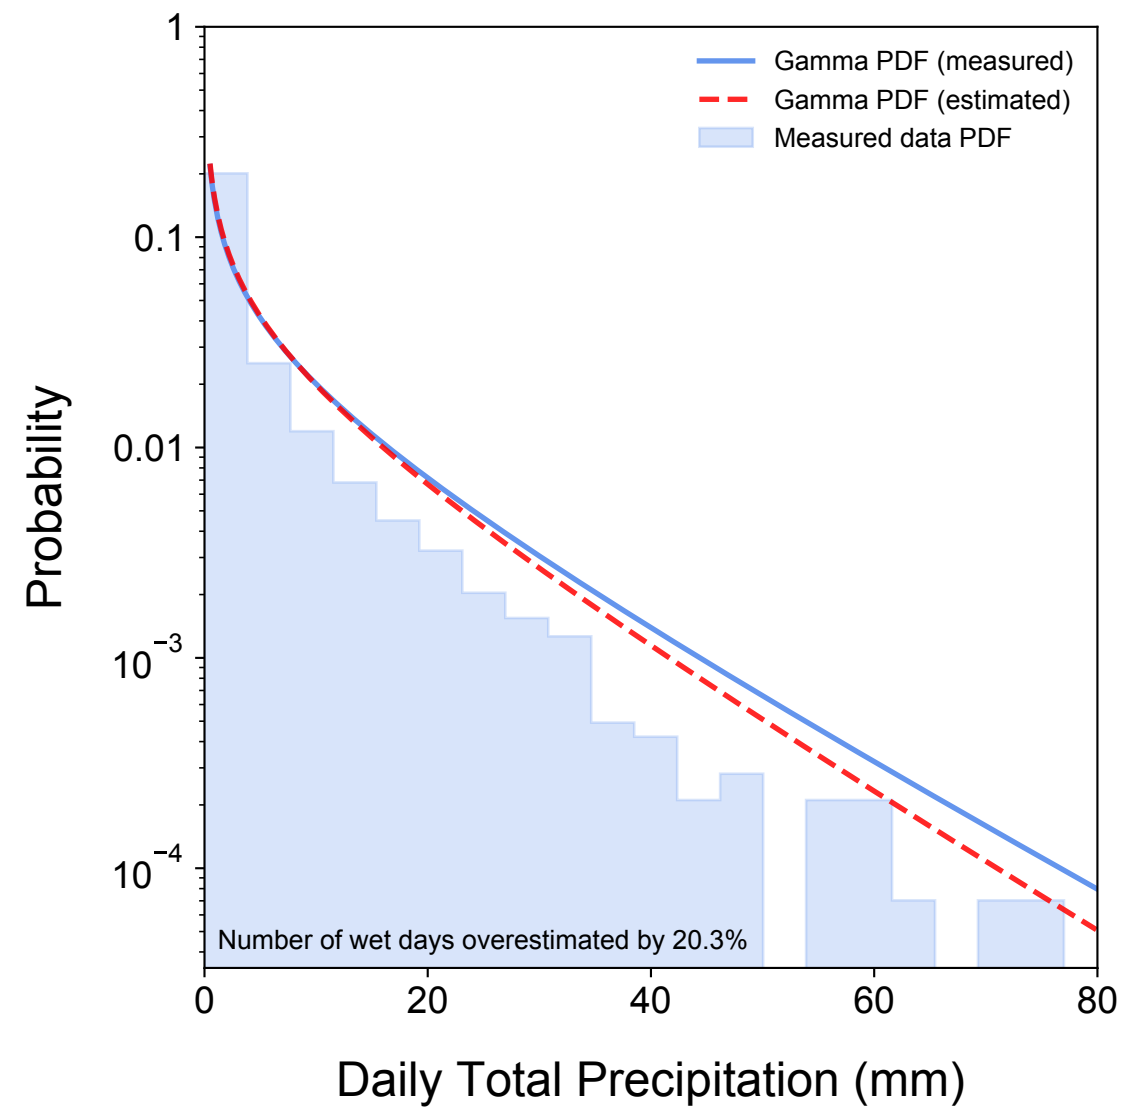 Gamma PDF (measured)
Gamma PDF (estimated)
Measured data PDF
Probability
1
0.1
0.01
10⁻³
10⁻⁴
Number of wet days overestimated by 20.3%
0 20 40 60 80
Daily Total Precipitation (mm)